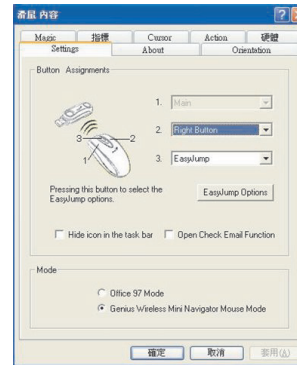 滑鼠 內容
Magic 指標 Cursor Action 硬體
Settings About Orientation
Button Assignments
1. Main
2. Right Button
3. EasyJump
3 2
1
Pressing this button to select the
EasyJump options.
EasyJump Options
Hide icon in the task bar Open Check Email Function
Mode
Office 97 Mode
Genius Wireless Mini Navigator Mouse Mode
確定 取消 套用(A)